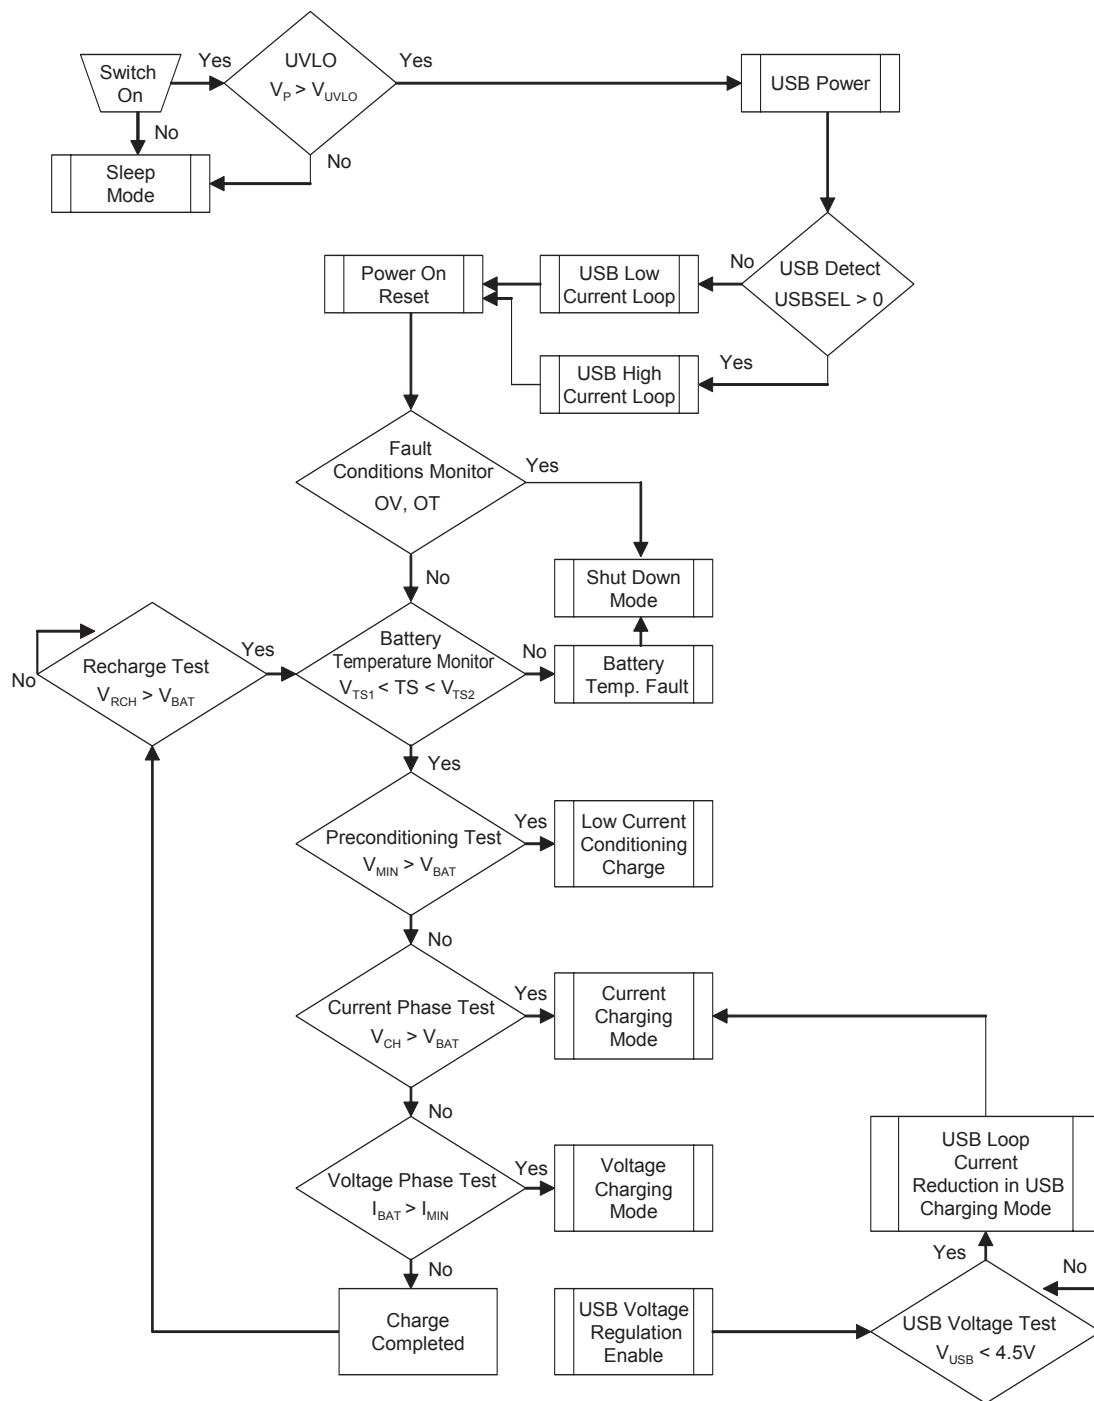 Switch
On
Yes
UVLO
V_P > V_UVLO
Yes
USB Power
No
No
Sleep
Mode
USB Detect
USBSEL > 0
No
USB Low
Current Loop
Power On
Reset
Yes
USB High
Current Loop
Fault
Conditions Monitor
OV, OT
Yes
No
Shut Down
Mode
Battery
Temperature Monitor
V_TS1 < TS < V_TS2
No
Battery
Temp. Fault
Yes
Recharge Test
V_RCH > V_BAT
No
Yes
Preconditioning Test
V_MIN > V_BAT
Yes
Low Current
Conditioning
Charge
No
Current Phase Test
V_CH > V_BAT
Yes
Current
Charging
Mode
No
Voltage Phase Test
I_BAT > I_MIN
Yes
Voltage
Charging
Mode
USB Loop
Current
Reduction in USB
Charging Mode
No
Yes
No
Charge
Completed
USB Voltage
Regulation
Enable
USB Voltage Test
V_USB < 4.5V